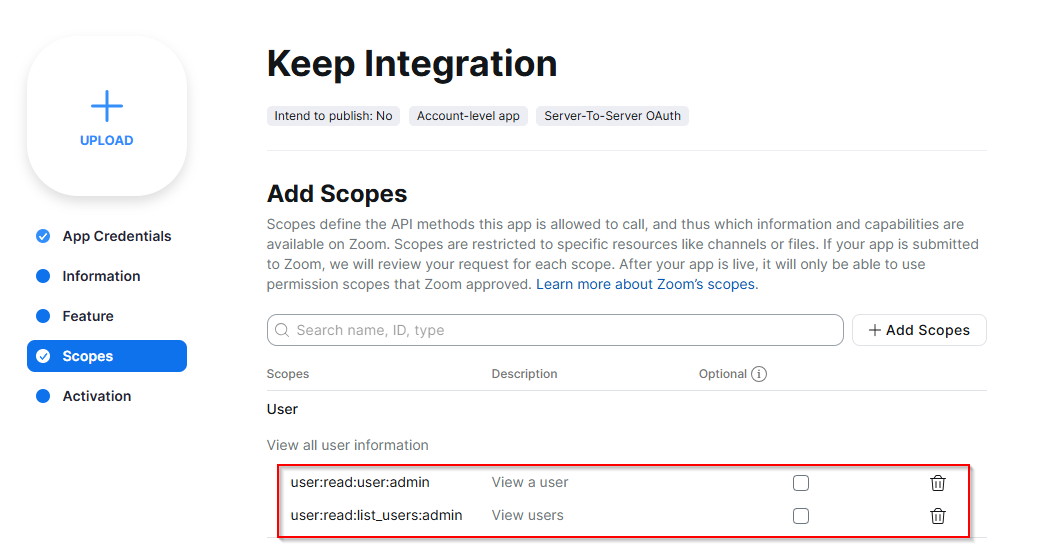 Keep Integration
Intend to publish: No Account-level app Server-To-Server OAuth
UPLOAD
App Credentials
Information
Feature
Scopes
Activation
Add Scopes
Scopes define the API methods this app is allowed to call, and thus which information and capabilities are
available on Zoom. Scopes are restricted to specific resources like channels or files. If your app is submitted
to Zoom, we will review your request for each scope. After your app is live, it will only be able to use
permission scopes that Zoom approved. Learn more about Zoom's scopes.
Search name, ID, type
Add Scopes
Scopes Description Optional
User
View all user information
user:read:user:admin View a user
user:read:list_users:admin View users